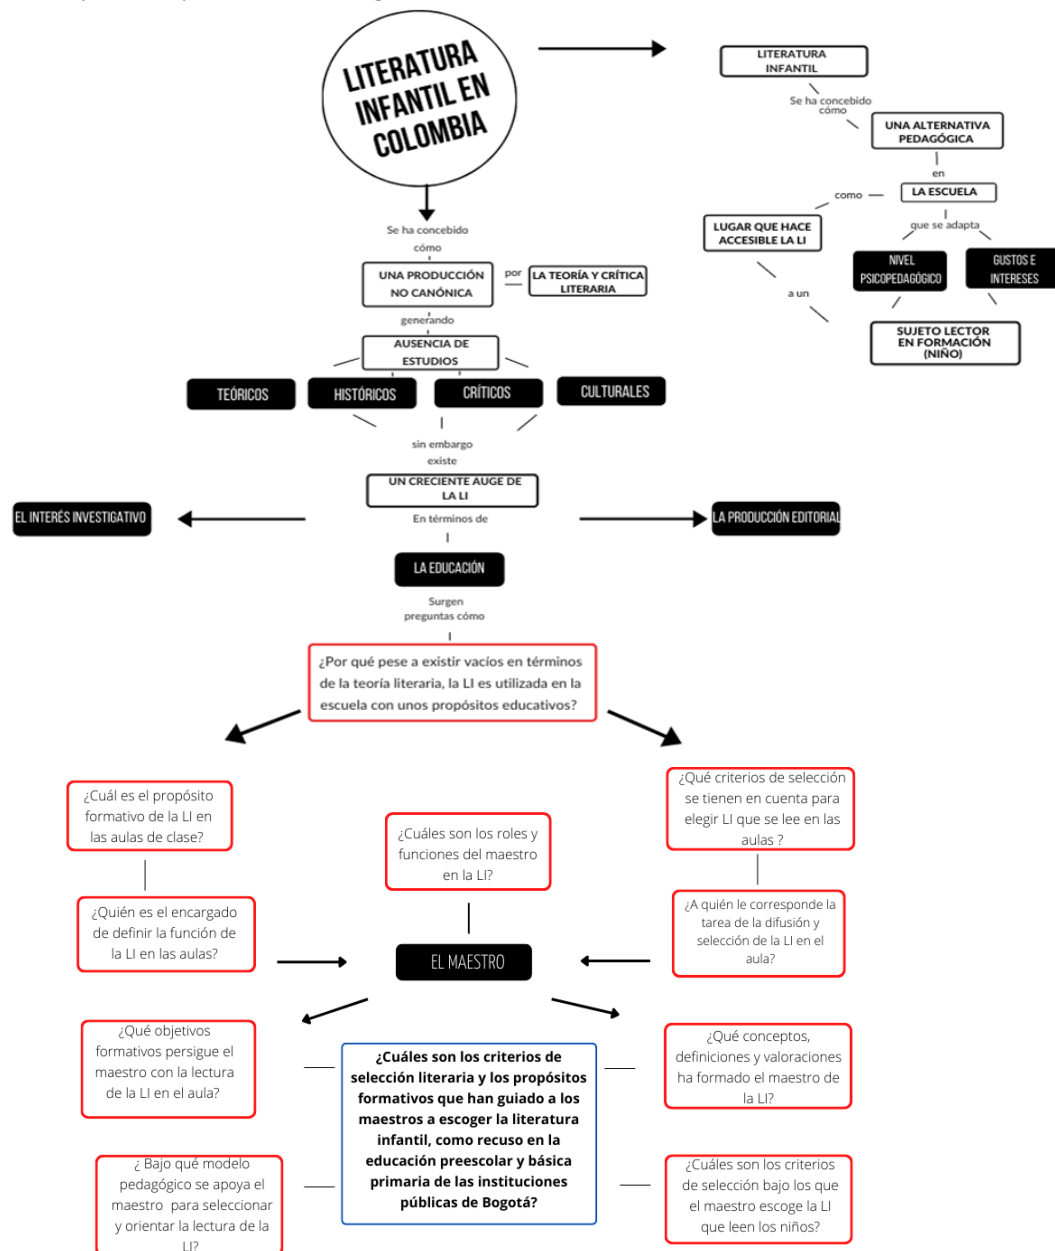 LITERATURA
INFANTIL EN
COLOMBIA
LITERATURA
INFANTIL
Se ha concebido
cómo
UNA ALTERNATIVA
PEDAGÓGICA
en
LA ESCUELA
como
LUGAR QUE HACE
ACCESIBLE LA LI
que se adapta
NIVEL
PSICOPEDAGÓGICO
GUSTOS E
INTERESES
a un
SUJETO LECTOR
EN FORMACIÓN
(NIÑO)
Se ha concebido
cómo
UNA PRODUCCIÓN
NO CANÓNICA
por
LA TEORÍA Y CRÍTICA
LITERARIA
generando
AUSENCIA DE
ESTUDIOS
TEÓRICOS
HISTÓRICOS
CRÍTICOS
CULTURALES
sin embargo
existe
UN CRECIENTE AUGE DE
LA LI
EL INTERÉS INVESTIGATIVO
En términos de
LA PRODUCCIÓN EDITORIAL
LA EDUCACIÓN
Surgen
preguntas cómo
¿Por qué pese a existir vacíos en términos
de la teoría literaria, la LI es utilizada en la
escuela con unos propósitos educativos?
¿Cuál es el propósito
formativo de la LI en
las aulas de clase?
¿Quién es el encargado
de definir la función de
la LI en las aulas?
¿Cuáles son los roles y
funciones del maestro
en la LI?
¿Qué criterios de selección
se tienen en cuenta para
elegir LI que se lee en las
aulas ?
¿A quién le corresponde la
tarea de la difusión y
selección de la LI en el
aula?
EL MAESTRO
¿Qué objetivos
formativos persigue el
maestro con la lectura
de la LI en el aula?
¿Cuáles son los criterios de
selección literaria y los propósitos
formativos que han guiado a los
maestros a escoger la literatura
infantil, como recuso en la
educación preescolar y básica
primaria de las instituciones
públicas de Bogotá?
¿Qué conceptos,
definiciones y valoraciones
ha formado el maestro de
la LI?
¿ Bajo qué modelo
pedagógico se apoya el
maestro para seleccionar
y orientar la lectura de la
LI?
¿Cuáles son los criterios
de selección bajo los que
el maestro escoge la LI
que leen los niños?